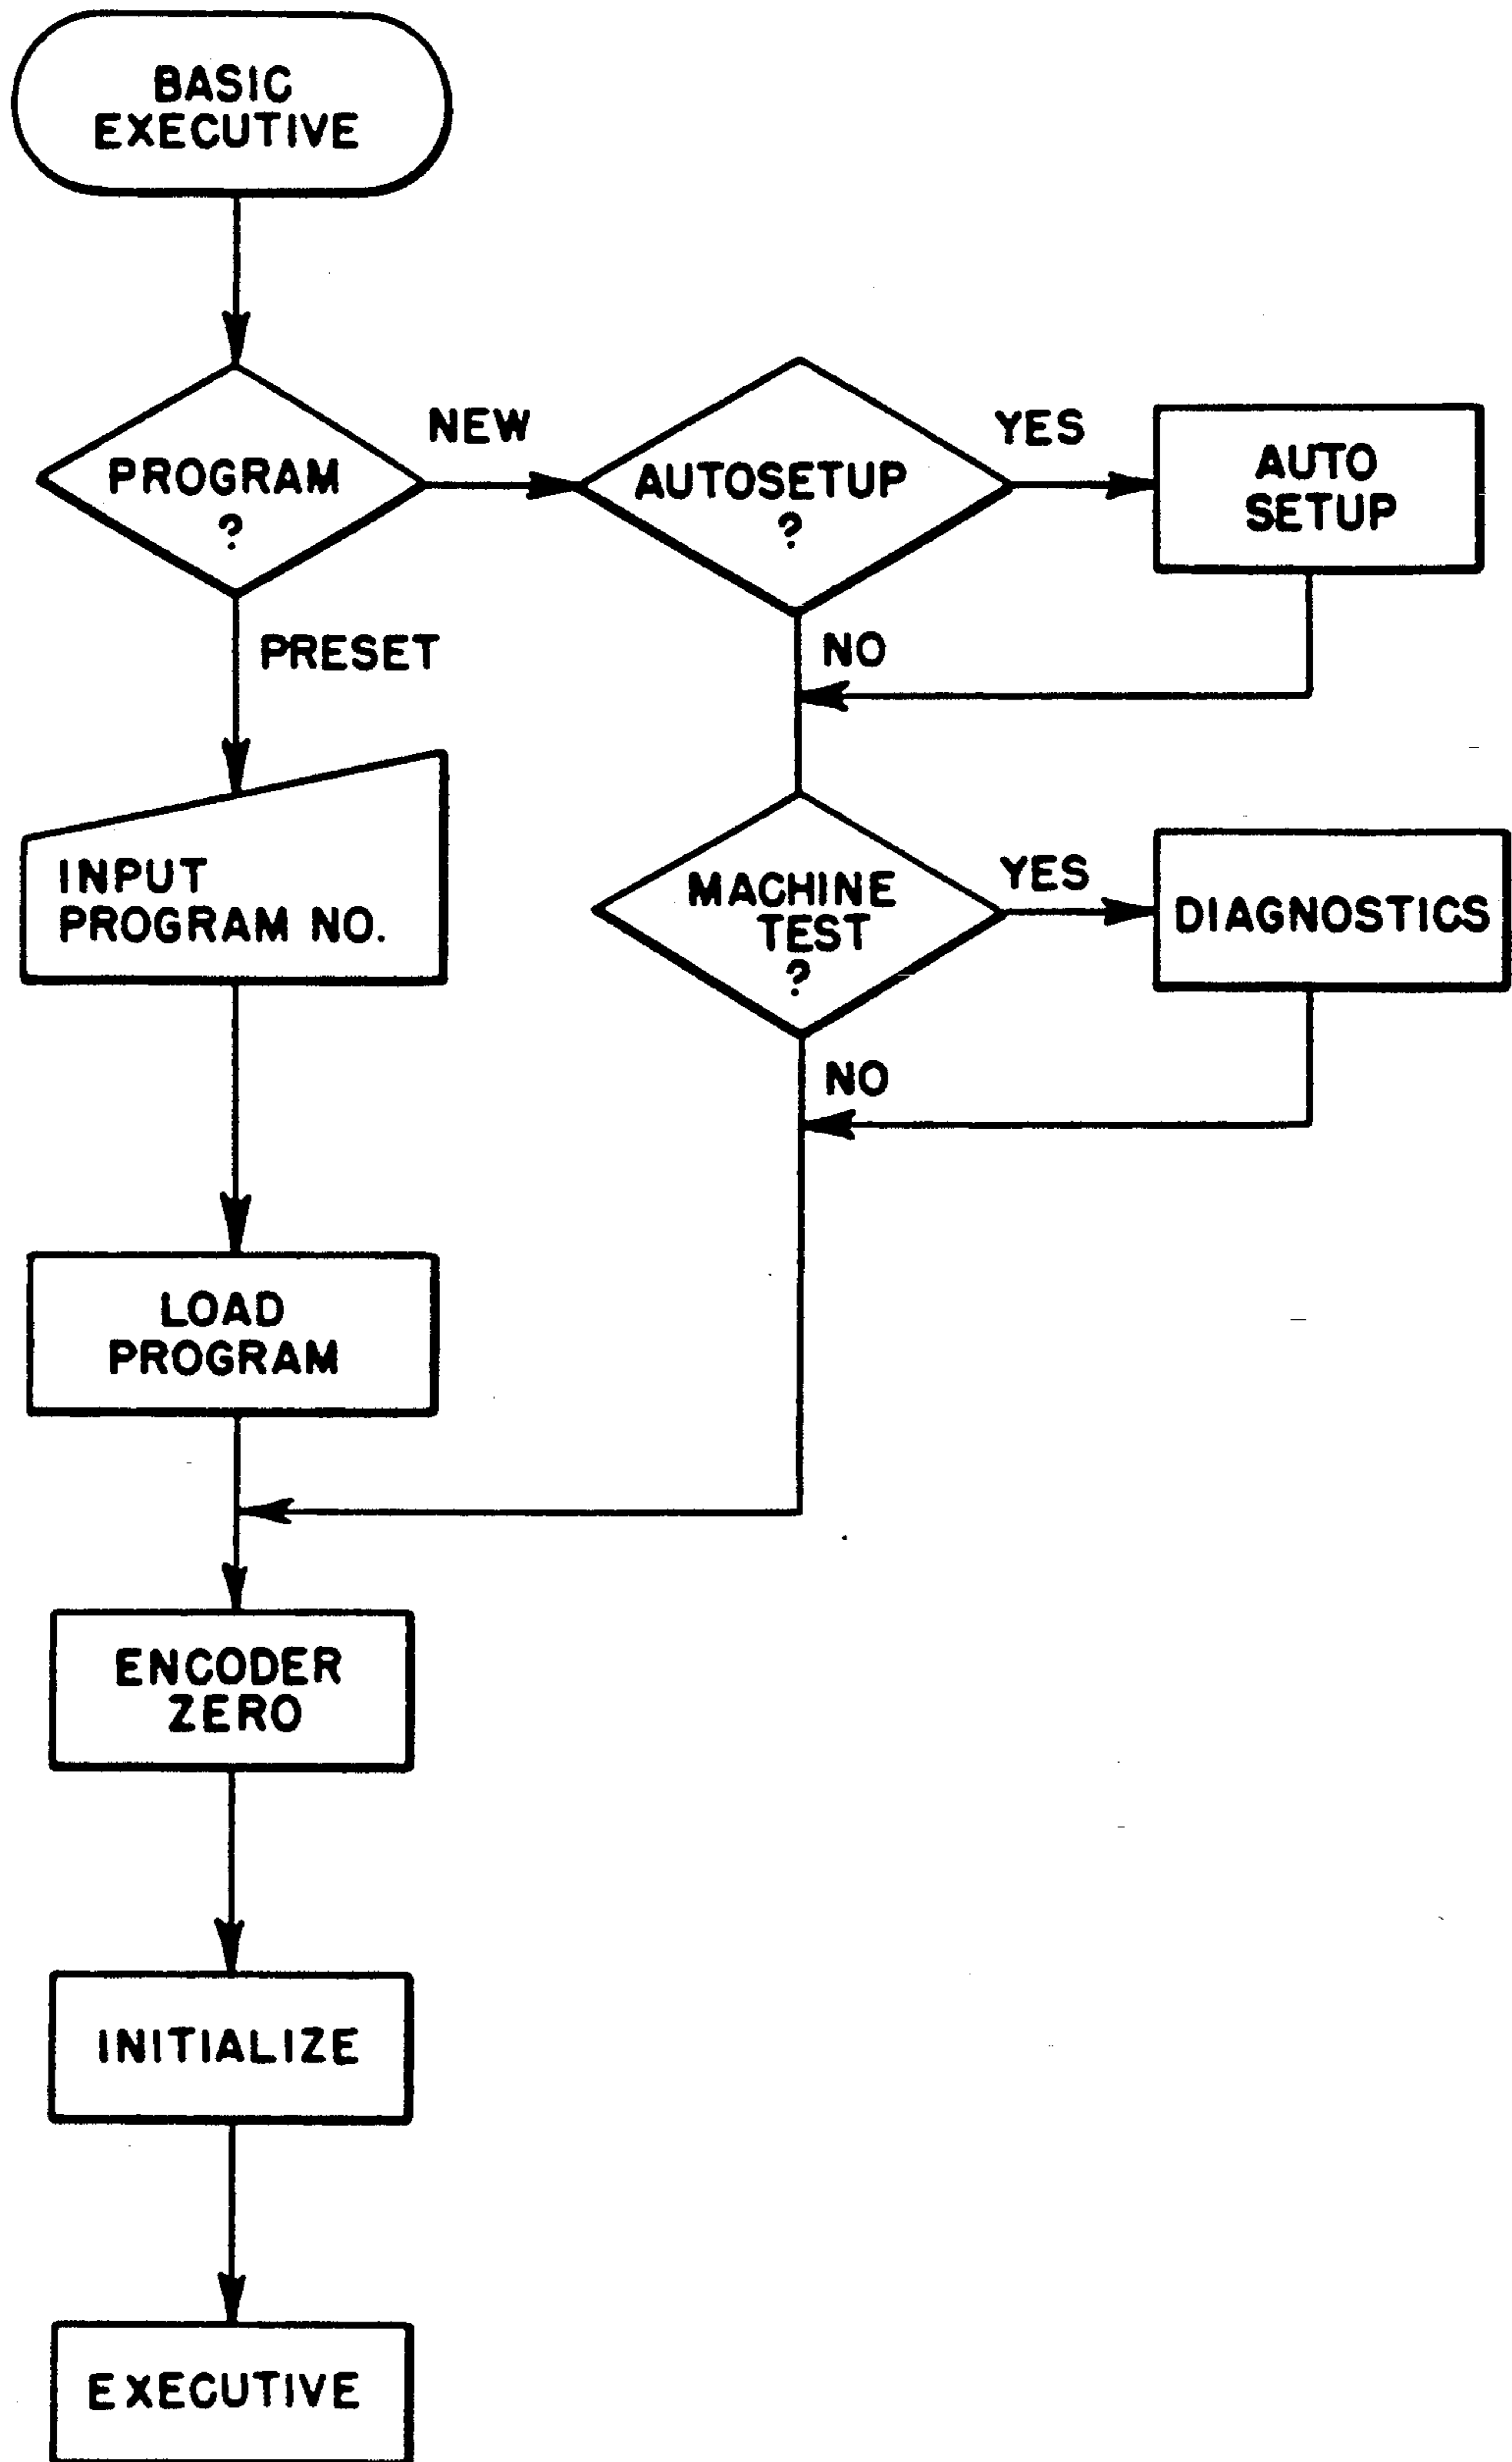 BASIC
EXECUTIVE
PROGRAM
?
NEW
AUTOSETUP
?
YES
AUTO
SETUP
PRESET
NO
INPUT
PROGRAM NO.
MACHINE
TEST
?
YES
DIAGNOSTICS
NO
LOAD
PROGRAM
ENCODER
ZERO
INITIALIZE
EXECUTIVE